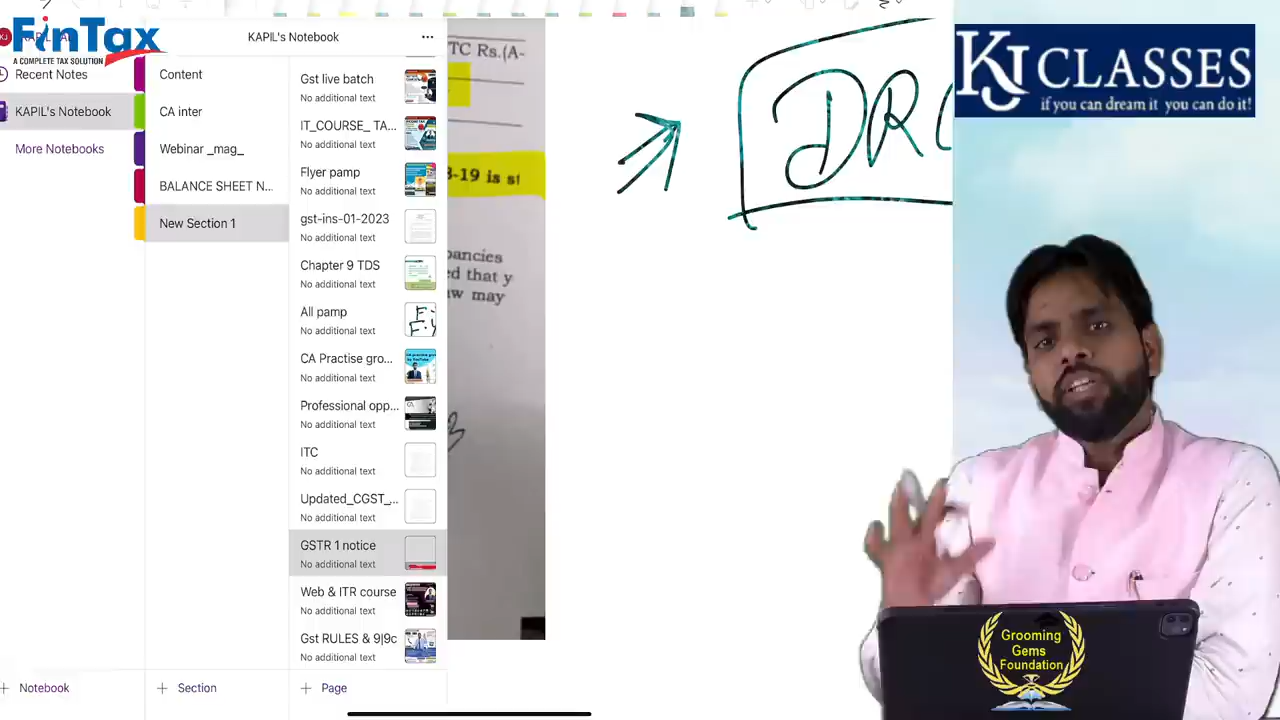 FinTax
A COMPLETE TAX S
KAPIL's Notebook
Recent Notes
KAPIL's Notebook
More Notebooks
Content
CA inter
Webinar _mag_
BALANCE SHEET N...
New Section 1
Gst live batch
No additional text
IT_COURSE_ TA...
No additional text
Flyer pamp
No additional text
gst-ins-01-2023
No additional text
Chapter 9 TDS
No additional text
All pamp
No additional text
CA Practise gro...
No additional text
Professional opp...
No additional text
ITC
No additional text
Updated_CGST_...
No additional text
GSTR 1 notice
No additional text
Web3 ITR course
No additional text
Gst RULES & 9|9c
No additional text
Notebook
+ Section
+ Page
TC Rs.(A-
-19 is
pancies
ed that y
may
DR
KJ CLASSES
if you can dream it you can do it!
Grooming
Gems
Foundation